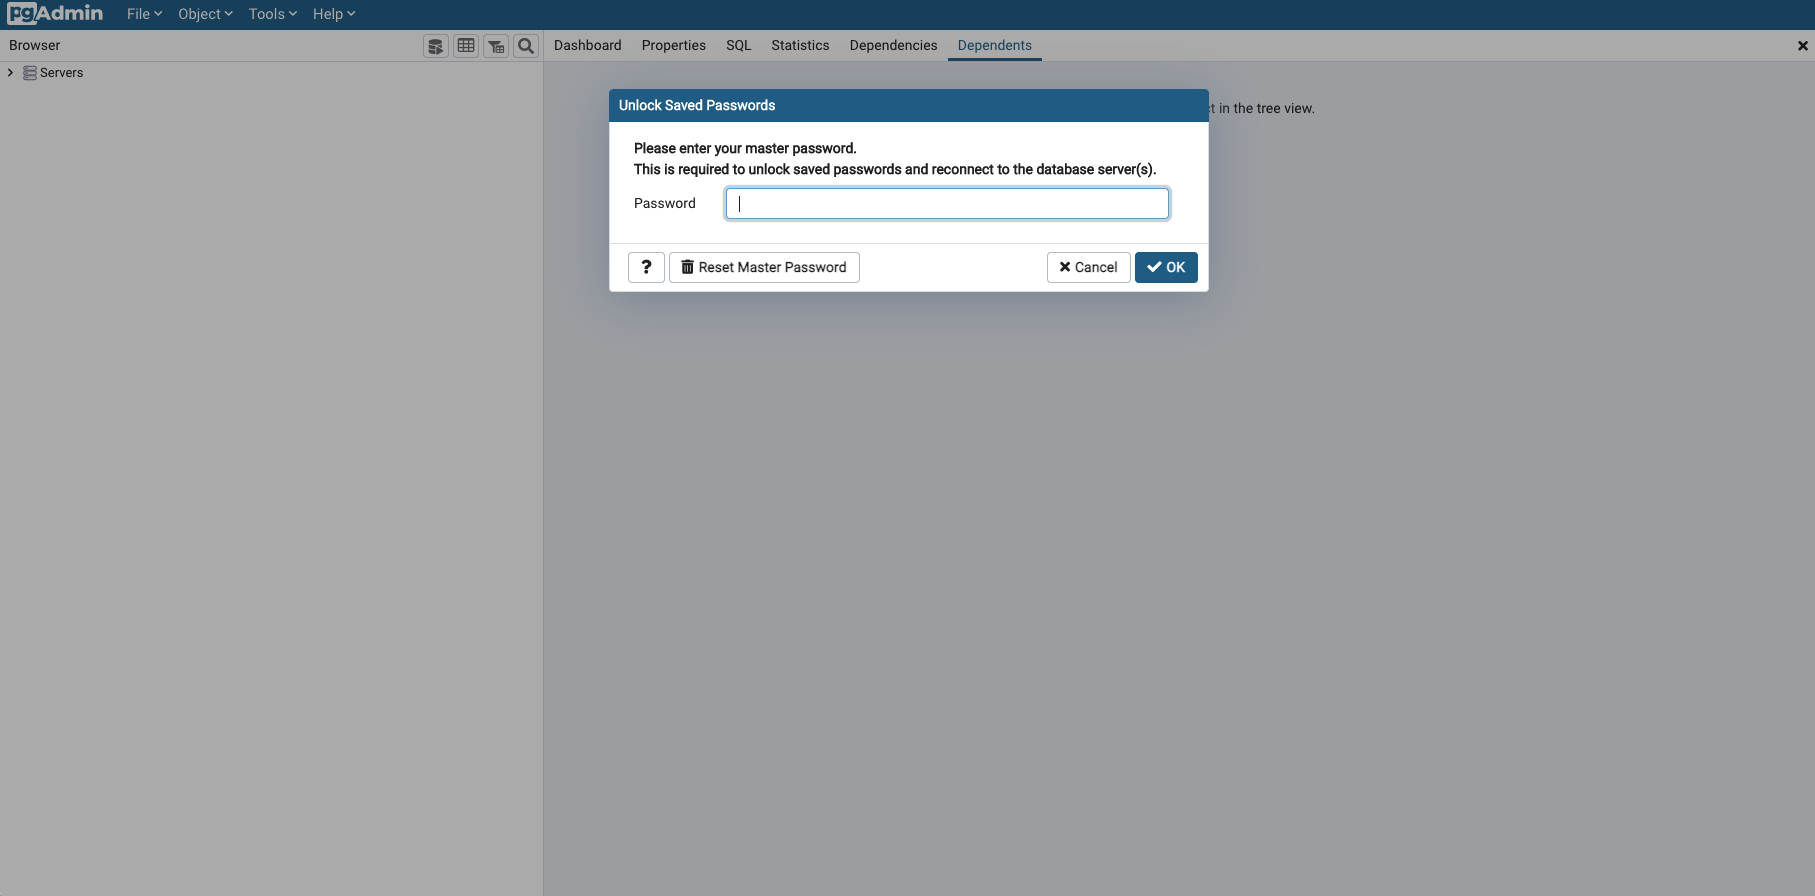 pgAdmin File Object Tools Help
Browser
Dashboard Properties SQL Statistics Dependencies Dependents
Servers
Unlock Saved Passwords
in the tree view.
Please enter your master password.
This is required to unlock saved passwords and reconnect to the database server(s).
Password
? Reset Master Password Cancel OK